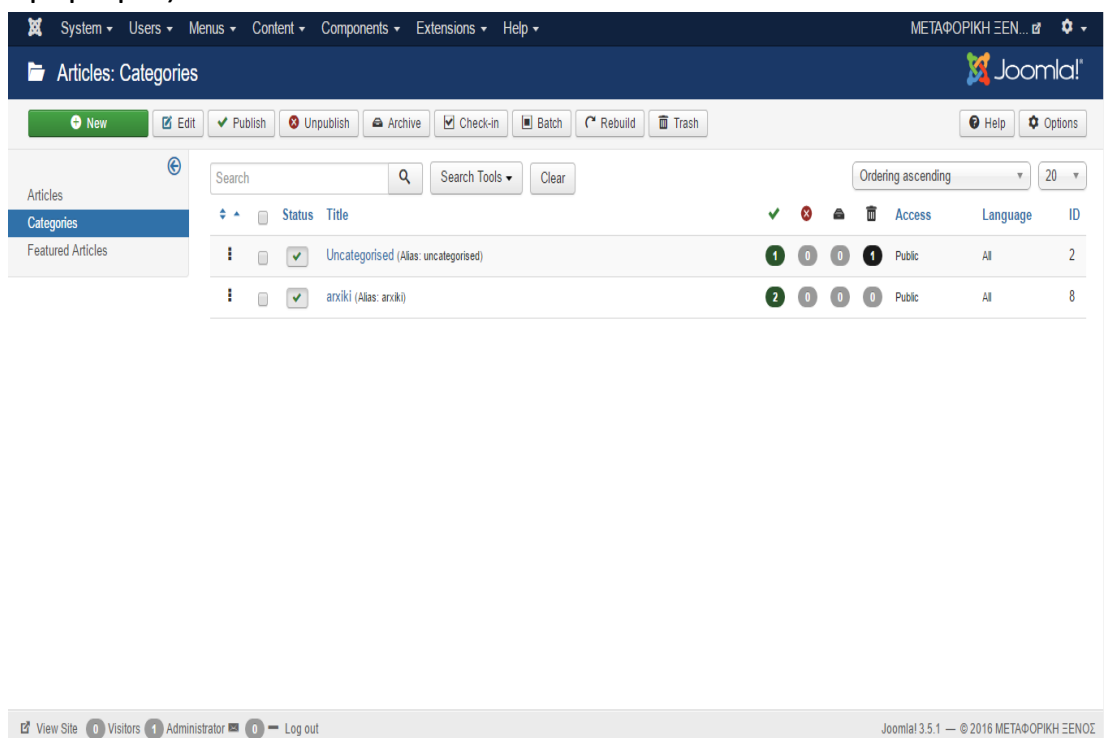 System Users Menus Content Components Extensions Help ΜΕΤΑΦΟΡΙΚΗ ΞΕΝ...
Articles: Categories Joomla!
New Edit Publish Unpublish Archive Check-in Batch Rebuild Trash Help Options
Search Search Tools Clear Ordering ascending 20
Articles
Categories
Featured Articles
Status Title Access Language ID
Uncategorised (Alias: uncategorised) 1 0 0 1 Public All 2
arxiki (Alias: arxiki) 2 0 0 0 Public All 8
View Site 0 Visitors 1 Administrator 0 Log out Joomla! 3.5.1 — © 2016 ΜΕΤΑΦΟΡΙΚΗ ΞΕΝΟΣ